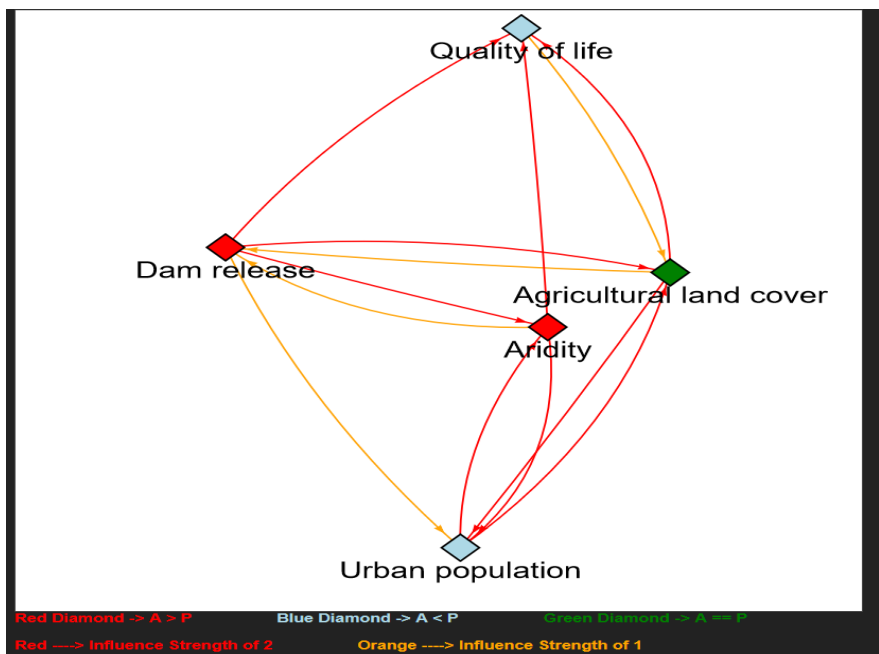 Quality of life
Dam release
Agricultural land cover
Aridity
Urban population
Red Diamond -> A > P Blue Diamond -> A < P Green Diamond -> A == P
Red ----> Influence Strength of 2 Orange ----> Influence Strength of 1